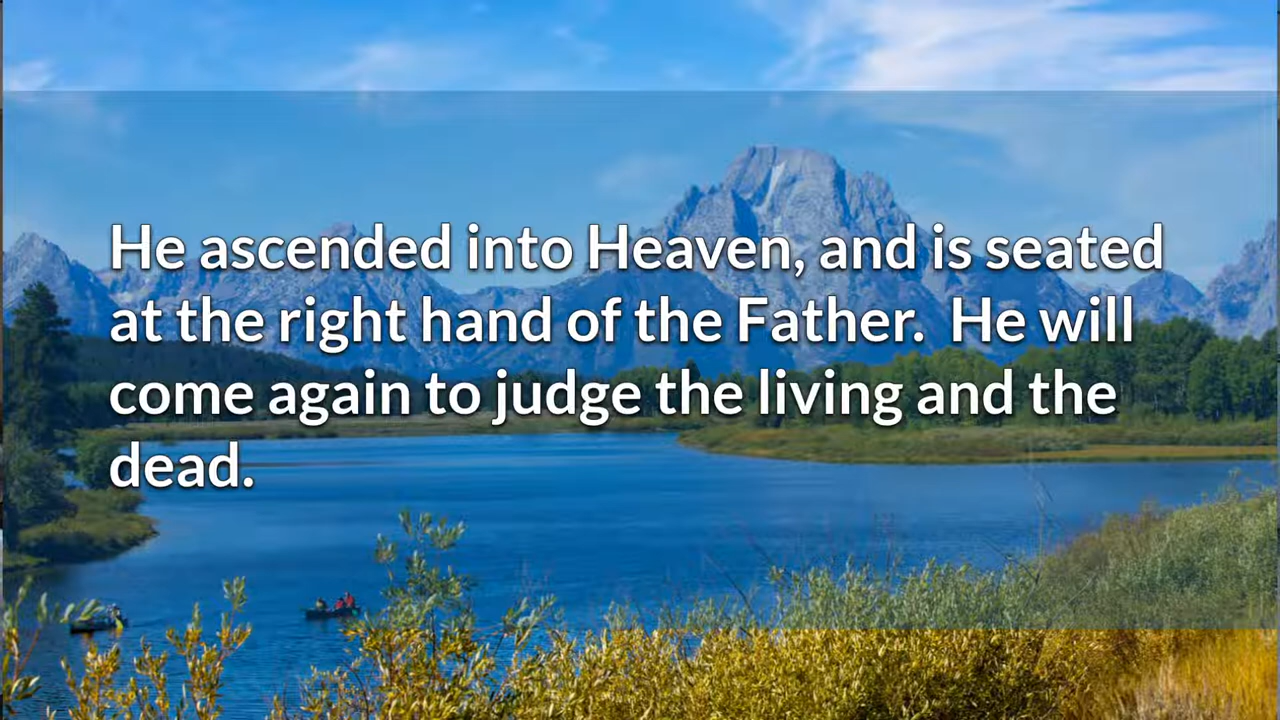 He ascended into Heaven, and is seated
at the right hand of the Father.  He will
come again to judge the living and the
dead.